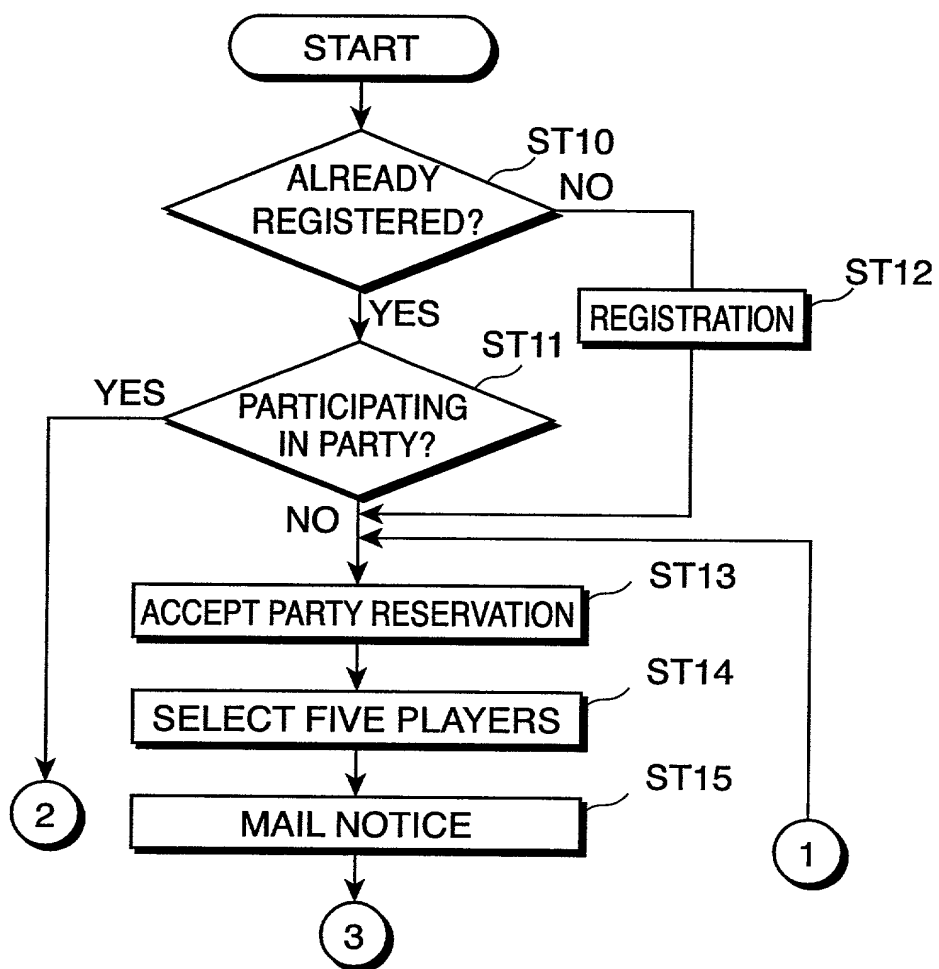 START
ST10
ALREADY
REGISTERED?
NO
ST12
REGISTRATION
YES
ST11
YES
PARTICIPATING
IN PARTY?
NO
ST13
ACCEPT PARTY RESERVATION
ST14
SELECT FIVE PLAYERS
ST15
MAIL NOTICE
2
1
3